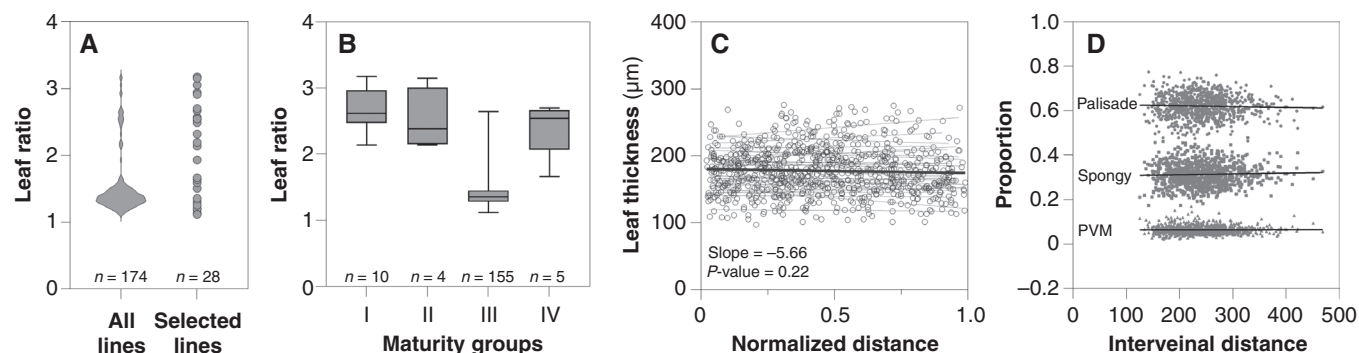 A
Leaf ratio
4
3
2
1
0
n = 174
n = 28
All lines
Selected lines
B
Leaf ratio
4
3
2
1
0
n = 10
n = 4
n = 155
n = 5
I
II
III
IV
Maturity groups
C
Leaf thickness (µm)
400
300
200
100
0
Slope = –5.66
P-value = 0.22
0
0.5
1.0
Normalized distance
D
Proportion
1.0
0.8
0.6
0.4
0.2
0
–0.2
Palisade
Spongy
PVM
0
100
200
300
400
500
Interveinal distance